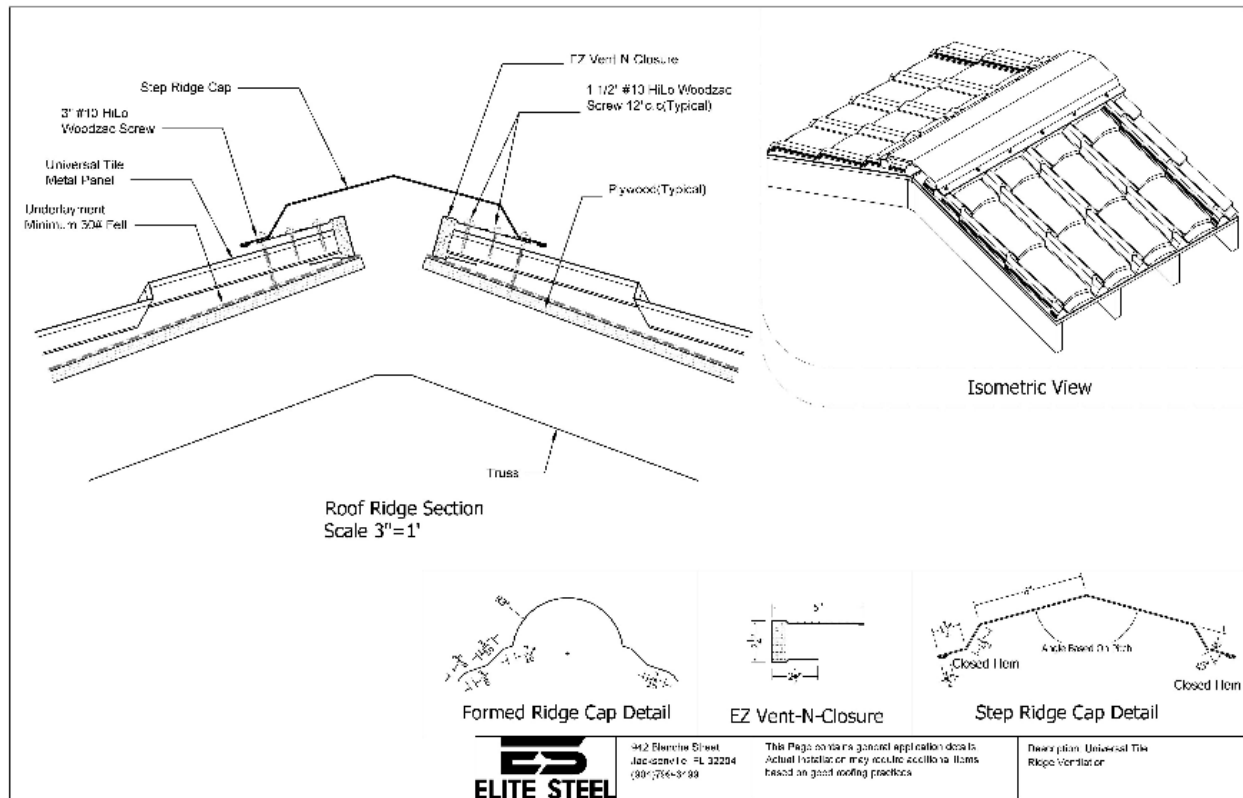 EZ Vent-N-Closure
Step Ridge Cap
1 1/2" #10 HiLo Woodzac
Screw 12" o.c(Typical)
3" #10 HiLo
Woodzac Screw
Universal Tile
Metal Panel
Plywood(Typical)
Underlayment
Minimum 30# Felt
Truss
Roof Ridge Section
Scale 3"=1'
Isometric View
5"
Angle Based On Pitch
Closed Hem
Closed Hem
Formed Ridge Cap Detail
EZ Vent-N-Closure
Step Ridge Cap Detail
ES
ELITE STEEL
Street
Jacksonville, FL
This Page contains general application details
Actual installation may require additional items
based on good roofing practices
Description: Universal Tile
Ridge Ventilation